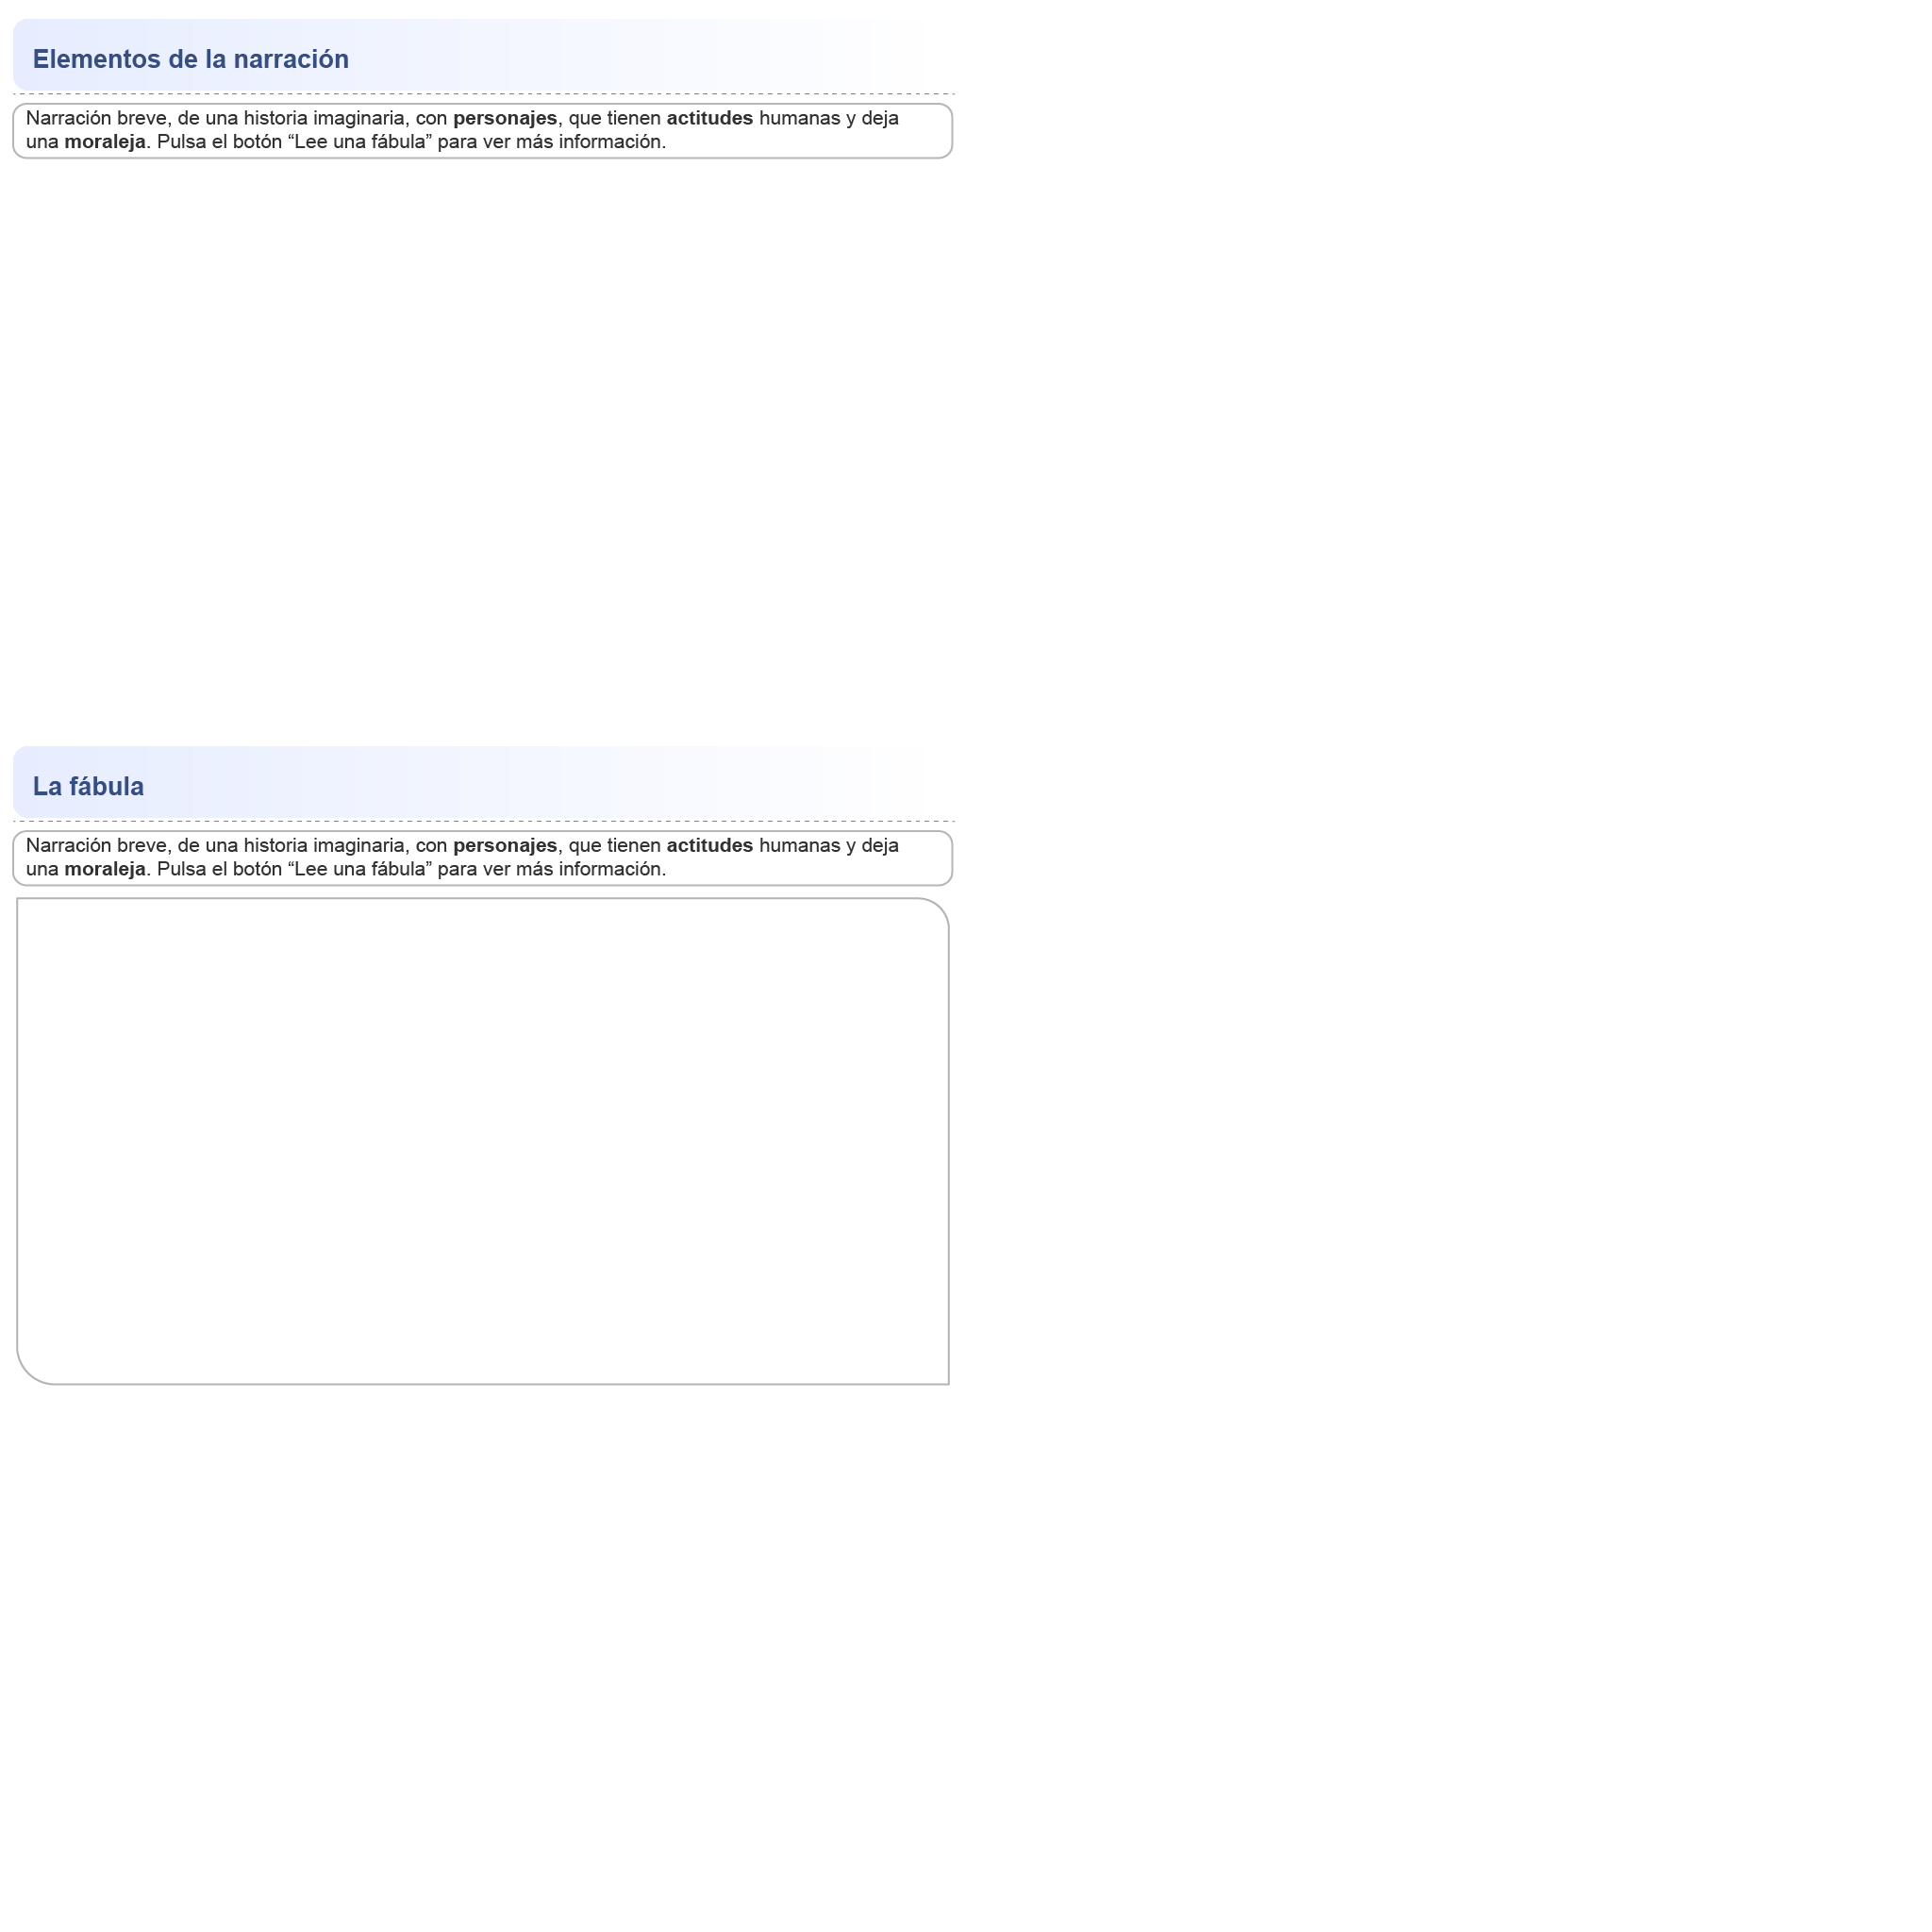 Elementos de la narración
Narración breve, de una historia imaginaria, con personajes, que tienen actitudes humanas y deja
una moraleja. Pulsa el botón “Lee una fábula” para ver más información.
La fábula
Narración breve, de una historia imaginaria, con personajes, que tienen actitudes humanas y deja
una moraleja. Pulsa el botón “Lee una fábula” para ver más información.